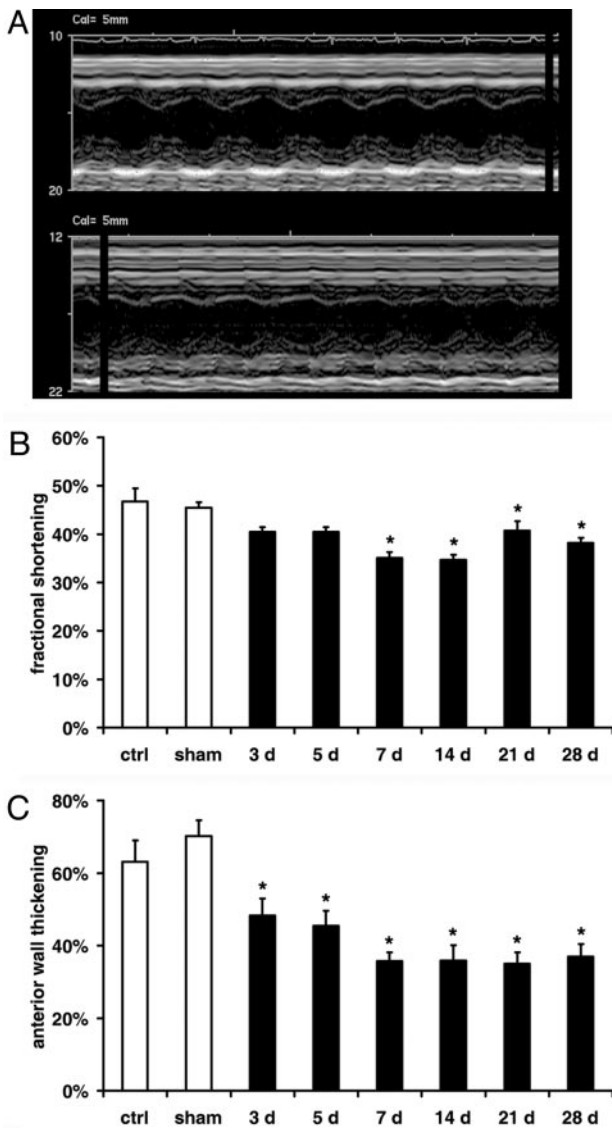 A
Cal= 5mm
10
20
Cal= 5mm
12
22
B
fractional shortening
60%
50%
40%
30%
20%
10%
0%
* * * *
ctrl sham 3 d 5 d 7 d 14 d 21 d 28 d
C
anterior wall thickening
80%
60%
40%
20%
0%
* * * * * *
ctrl sham 3 d 5 d 7 d 14 d 21 d 28 d